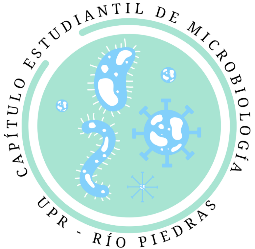 CAPÍTULO ESTUDIANTIL DE MICROBIOLOGÍA
UPR - RÍO PIEDRAS